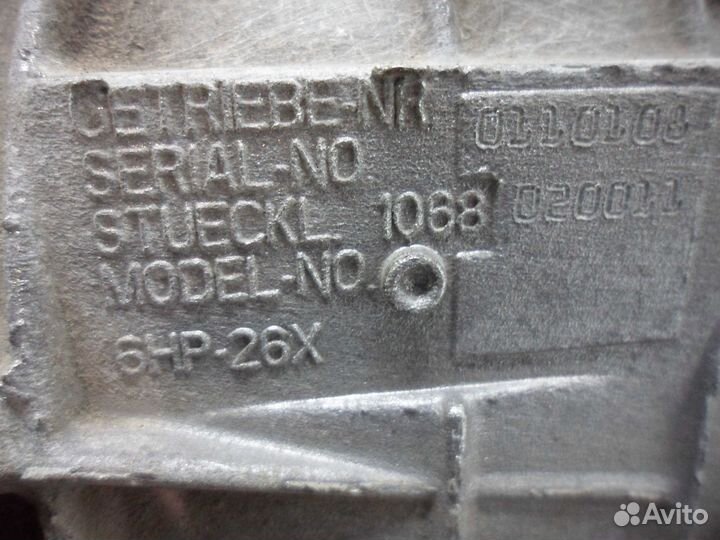 GETRIEBE-NR. 0110108
SERIAL-NO.
STUECKL. 1068 020011
MODEL-NO.
6HP-26X
Avito